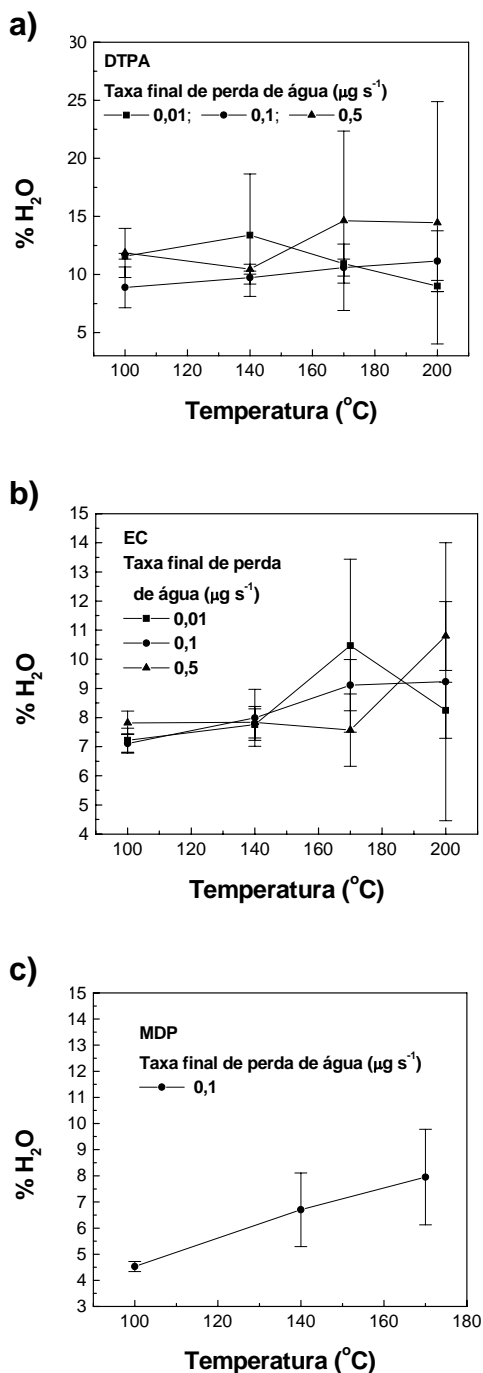 a)
DTPA
Taxa final de perda de água (μg s⁻¹)
0,01; 0,1; 0,5
30
25
20
15
10
5
% H₂O
100 120 140 160 180 200
Temperatura (°C)
b)
EC
Taxa final de perda
de água (μg s⁻¹)
0,01
0,1
0,5
15
14
13
12
11
10
9
8
7
6
5
4
% H₂O
100 120 140 160 180 200
Temperatura (°C)
c)
MDP
Taxa final de perda de água (μg s⁻¹)
0,1
15
14
13
12
11
10
9
8
7
6
5
4
3
% H₂O
100 120 140 160 180
Temperatura (°C)